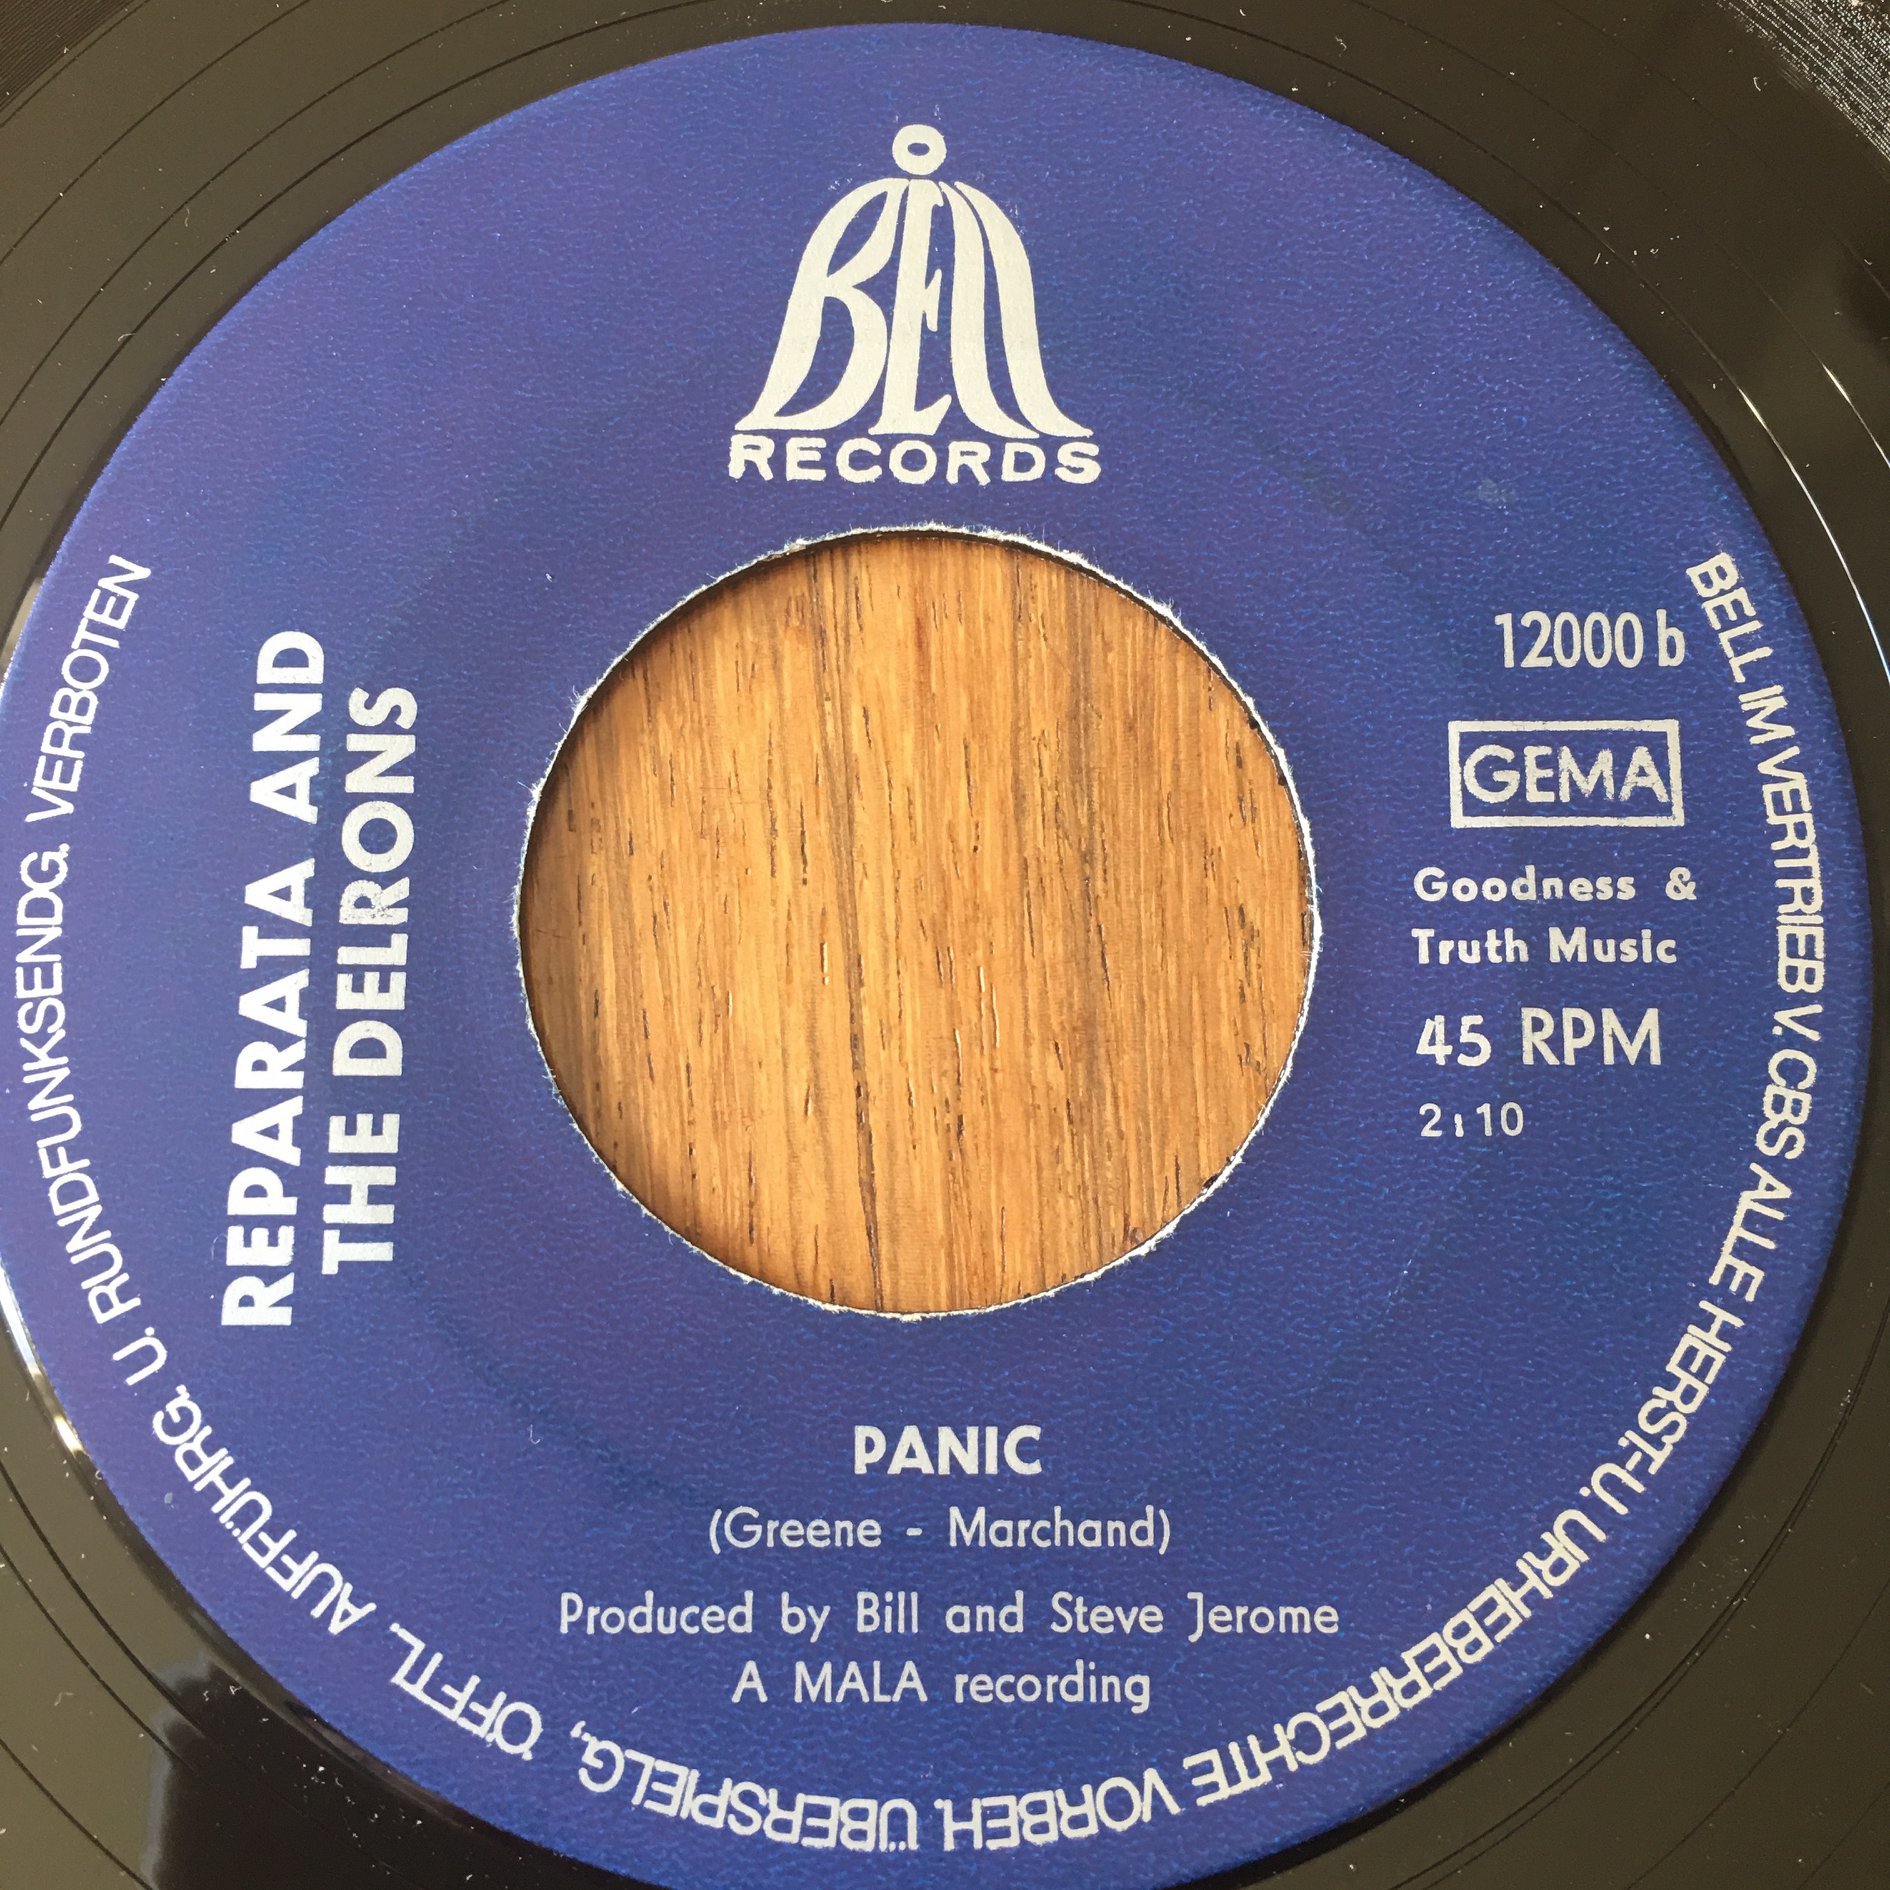 BELL
RECORDS
REPARATA AND
THE DELRONS
12000 b
GEMA
Goodness &
Truth Music
45 RPM
2:10
PANIC
(Greene - Marchand)
Produced by Bill and Steve Jerome
A MALA recording
BELL IM VERTRIEB V. CBS ALLE HERST.-U. URHEBERRECHTE VORBEH. ÜBERSPIELG., ÖFFTL. AUFFÜHRG. U. RUNDFUNKSENDG. VERBOTEN